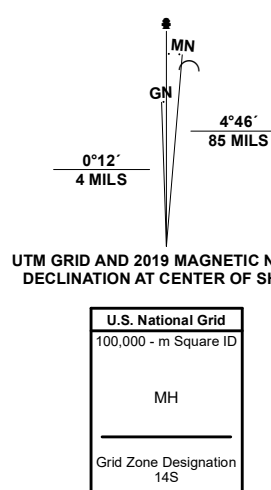 MN
GN
4°46´
85 MILS
0°12´
4 MILS
UTM GRID AND 2019 MAGNETIC
DECLINATION AT CENTER OF
U.S. National Grid
100,000 - m Square ID
MH
Grid Zone Designation
14S